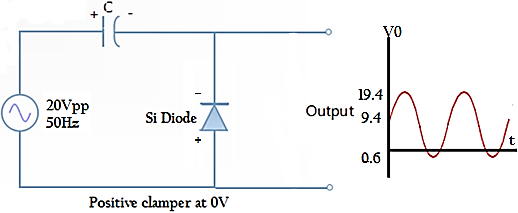 + C -
20Vpp
50Hz
-
Si Diode
+
Positive clamper at 0V
V0
19.4
Output 9.4
t
0.6